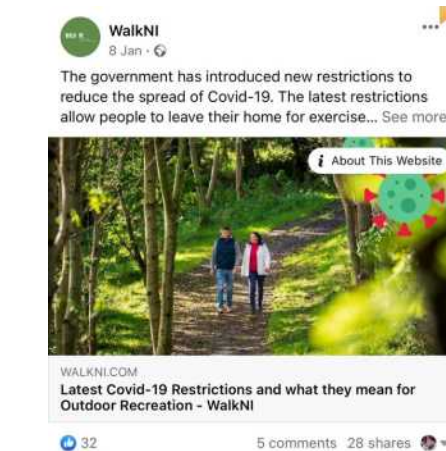 WalkNI
8 Jan ·
The government has introduced new restrictions to
reduce the spread of Covid-19. The latest restrictions
allow people to leave their home for exercise... See more
i About This Website
WALKNI.COM
Latest Covid-19 Restrictions and what they mean for
Outdoor Recreation - WalkNI
32
5 comments 28 shares